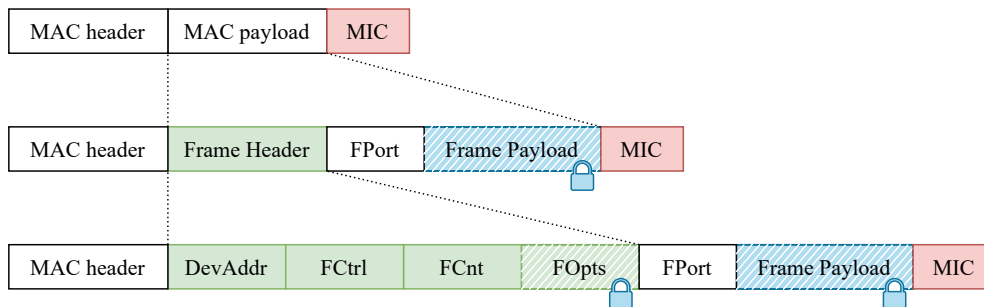 MAC header MAC payload MIC
MAC header Frame Header FPort Frame Payload MIC
MAC header DevAddr FCtrl FCnt FOpts FPort Frame Payload MIC